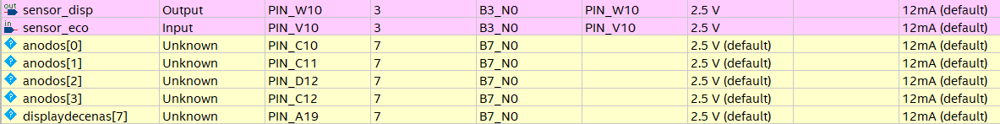 out sensor_disp Output PIN_W10 3 B3_N0 PIN_W10 2.5 V 12mA (default)
in sensor_eco Input PIN_V10 3 B3_N0 PIN_V10 2.5 V 12mA (default)
? anodos[0] Unknown PIN_C10 7 B7_N0 2.5 V (default) 12mA (default)
? anodos[1] Unknown PIN_C11 7 B7_N0 2.5 V (default) 12mA (default)
? anodos[2] Unknown PIN_D12 7 B7_N0 2.5 V (default) 12mA (default)
? anodos[3] Unknown PIN_C12 7 B7_N0 2.5 V (default) 12mA (default)
? displaydecenas[7] Unknown PIN_A19 7 B7_N0 2.5 V (default) 12mA (default)